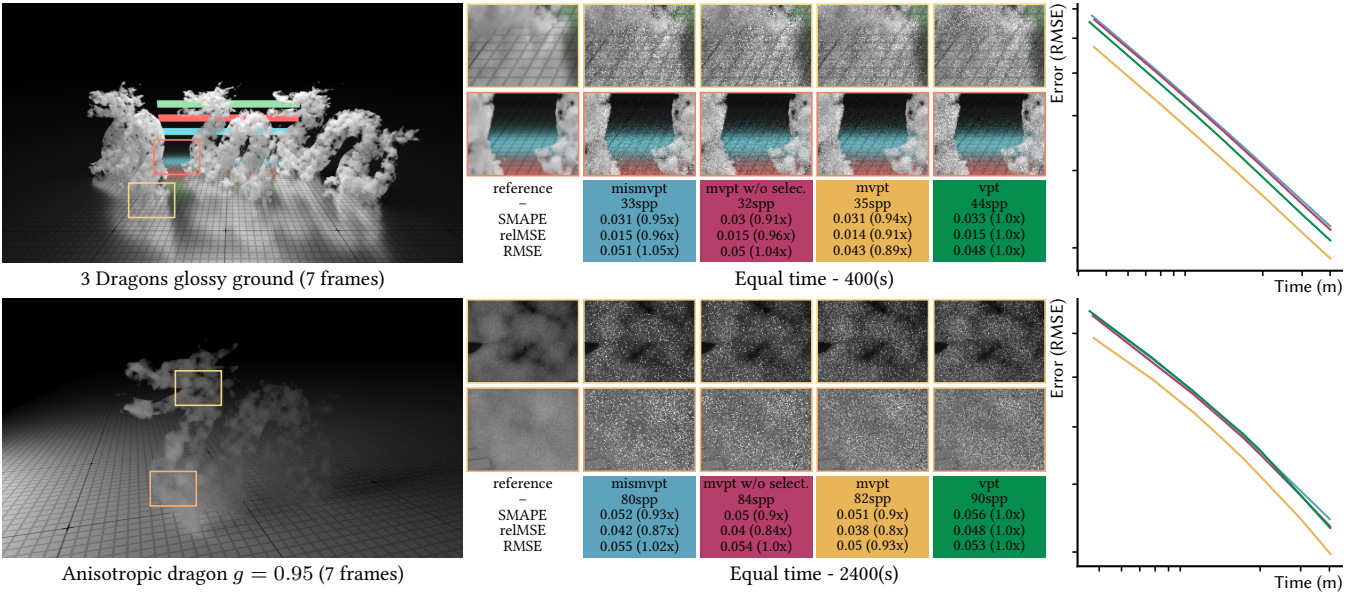 reference
–
SMAPE
relMSE
RMSE
mismvpt
33spp
0.031 (0.95x)
0.015 (0.96x)
0.051 (1.05x)
mvpt w/o selec.
32spp
0.03 (0.91x)
0.015 (0.96x)
0.05 (1.04x)
mvpt
35spp
0.031 (0.94x)
0.014 (0.91x)
0.043 (0.89x)
vpt
44spp
0.033 (1.0x)
0.015 (1.0x)
0.048 (1.0x)
Error (RMSE)
Time (m)
3 Dragons glossy ground (7 frames)
Equal time - 400(s)
reference
–
SMAPE
relMSE
RMSE
mismvpt
80spp
0.052 (0.93x)
0.042 (0.87x)
0.055 (1.02x)
mvpt w/o select.
84spp
0.05 (0.9x)
0.04 (0.84x)
0.054 (1.0x)
mvpt
82spp
0.051 (0.9x)
0.038 (0.8x)
0.05 (0.93x)
vpt
90spp
0.056 (1.0x)
0.048 (1.0x)
0.053 (1.0x)
Error (RMSE)
Time (m)
Anisotropic dragon g = 0.95 (7 frames)
Equal time - 2400(s)